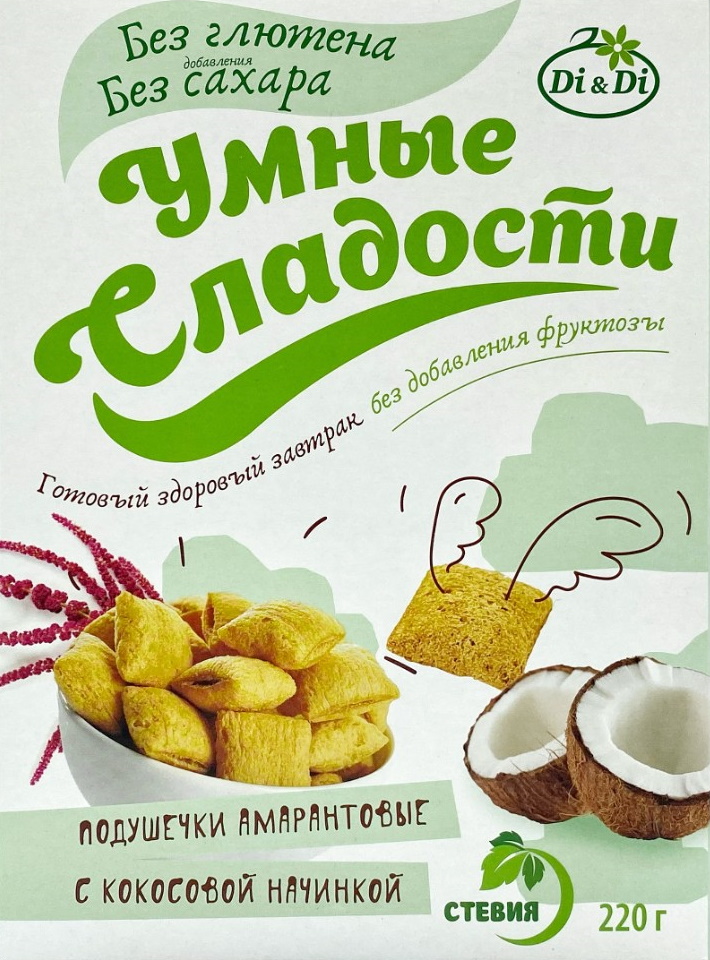 Без глютена
Без добавления сахара
Di & Di
Умные
Сладости
Готовый здоровый завтрак без добавления фруктозы
ПОДУШЕЧКИ АМАРАНТОВЫЕ
С КОКОСОВОЙ НАЧИНКОЙ
СТЕВИЯ
220 г